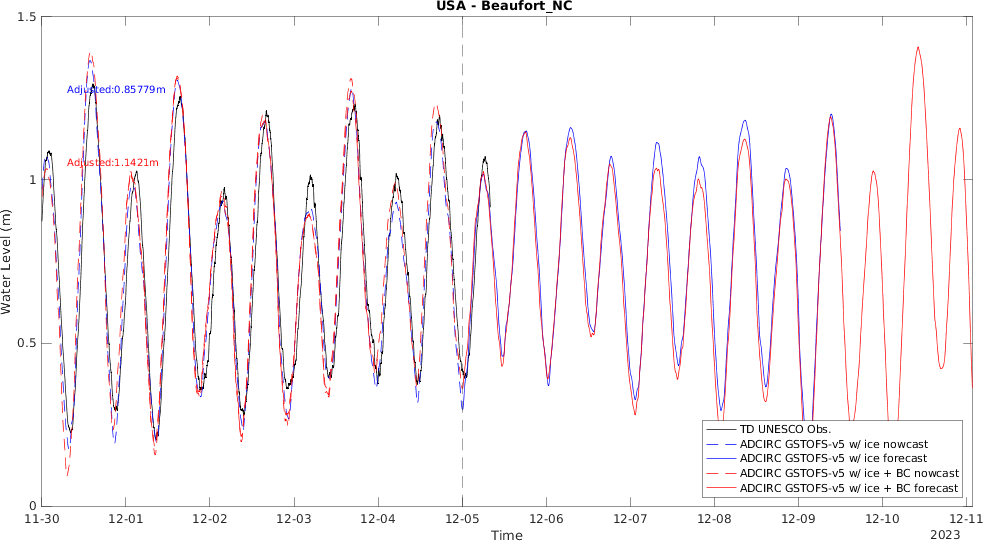 USA - Beaufort_NC
1.5
Adjusted:0.85779m
Adjusted:1.1421m
1
Water Level (m)
0.5
TD UNESCO Obs.
ADCIRC GSTOFS-v5 w/ ice nowcast
ADCIRC GSTOFS-v5 w/ ice forecast
ADCIRC GSTOFS-v5 w/ ice + BC nowcast
ADCIRC GSTOFS-v5 w/ ice + BC forecast
0
11-30 12-01 12-02 12-03 12-04 12-05 12-06 12-07 12-08 12-09 12-10 12-11
Time
2023